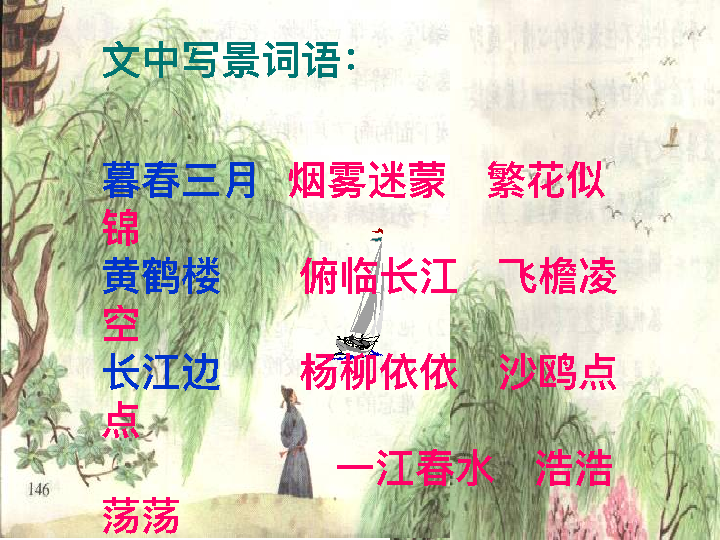 文中写景词语：
暮春三月 烟雾迷蒙 繁花似
锦
黄鹤楼 俯临长江 飞檐凌
空
长江边 杨柳依依 沙鸥点
点
一江春水 浩浩
荡荡
146